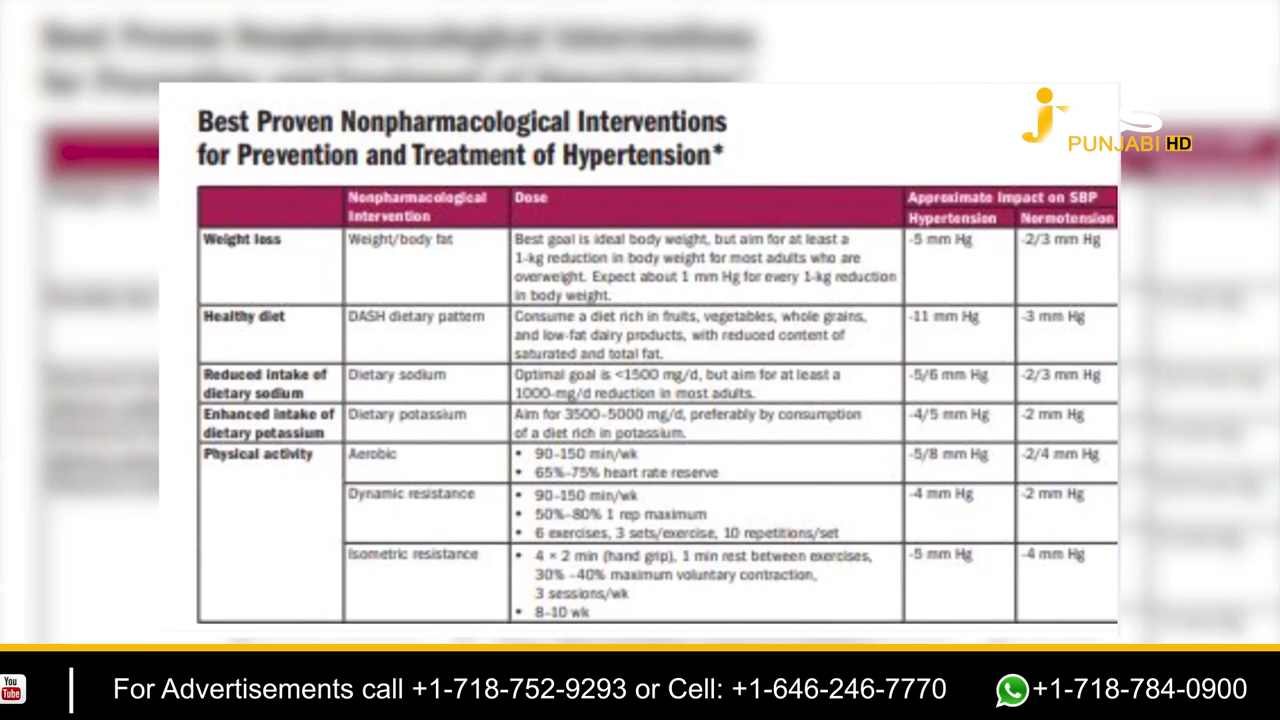 Best Proven Nonpharmacological Interventions
for Prevention and Treatment of Hypertension*
PUNJABI HD
Nonpharmacological Intervention Dose Approximate Impact on SBP
Hypertension Normotension
Weight loss Weight/body fat Best goal is ideal body weight, but aim for at least a -5 mm Hg -2/3 mm Hg
1-kg reduction in body weight for most adults who are
overweight. Expect about 1 mm Hg for every 1-kg reduction
in body weight.
Healthy diet DASH dietary pattern Consume a diet rich in fruits, vegetables, whole grains, -11 mm Hg -3 mm Hg
and low-fat dairy products, with reduced content of
saturated and total fat.
Reduced intake of Dietary sodium Optimal goal is <1500 mg/d, but aim for at least a -5/6 mm Hg -2/3 mm Hg
dietary sodium 1000-mg/d reduction in most adults.
Enhanced intake of Dietary potassium Aim for 3500–5000 mg/d, preferably by consumption -4/5 mm Hg -2 mm Hg
dietary potassium of a diet rich in potassium.
Physical activity Aerobic • 90–150 min/wk -5/8 mm Hg -2/4 mm Hg
• 65%–75% heart rate reserve
Dynamic resistance • 90–150 min/wk -4 mm Hg -2 mm Hg
• 50%–80% 1 rep maximum
• 6 exercises, 3 sets/exercise, 10 repetitions/set
Isometric resistance • 4 × 2 min (hand grip), 1 min rest between exercises, -5 mm Hg -4 mm Hg
30% –40% maximum voluntary contraction,
3 sessions/wk
• 8–10 wk
You
Tube
For Advertisements call +1-718-752-9293 or Cell: +1-646-246-7770
+1-718-784-0900